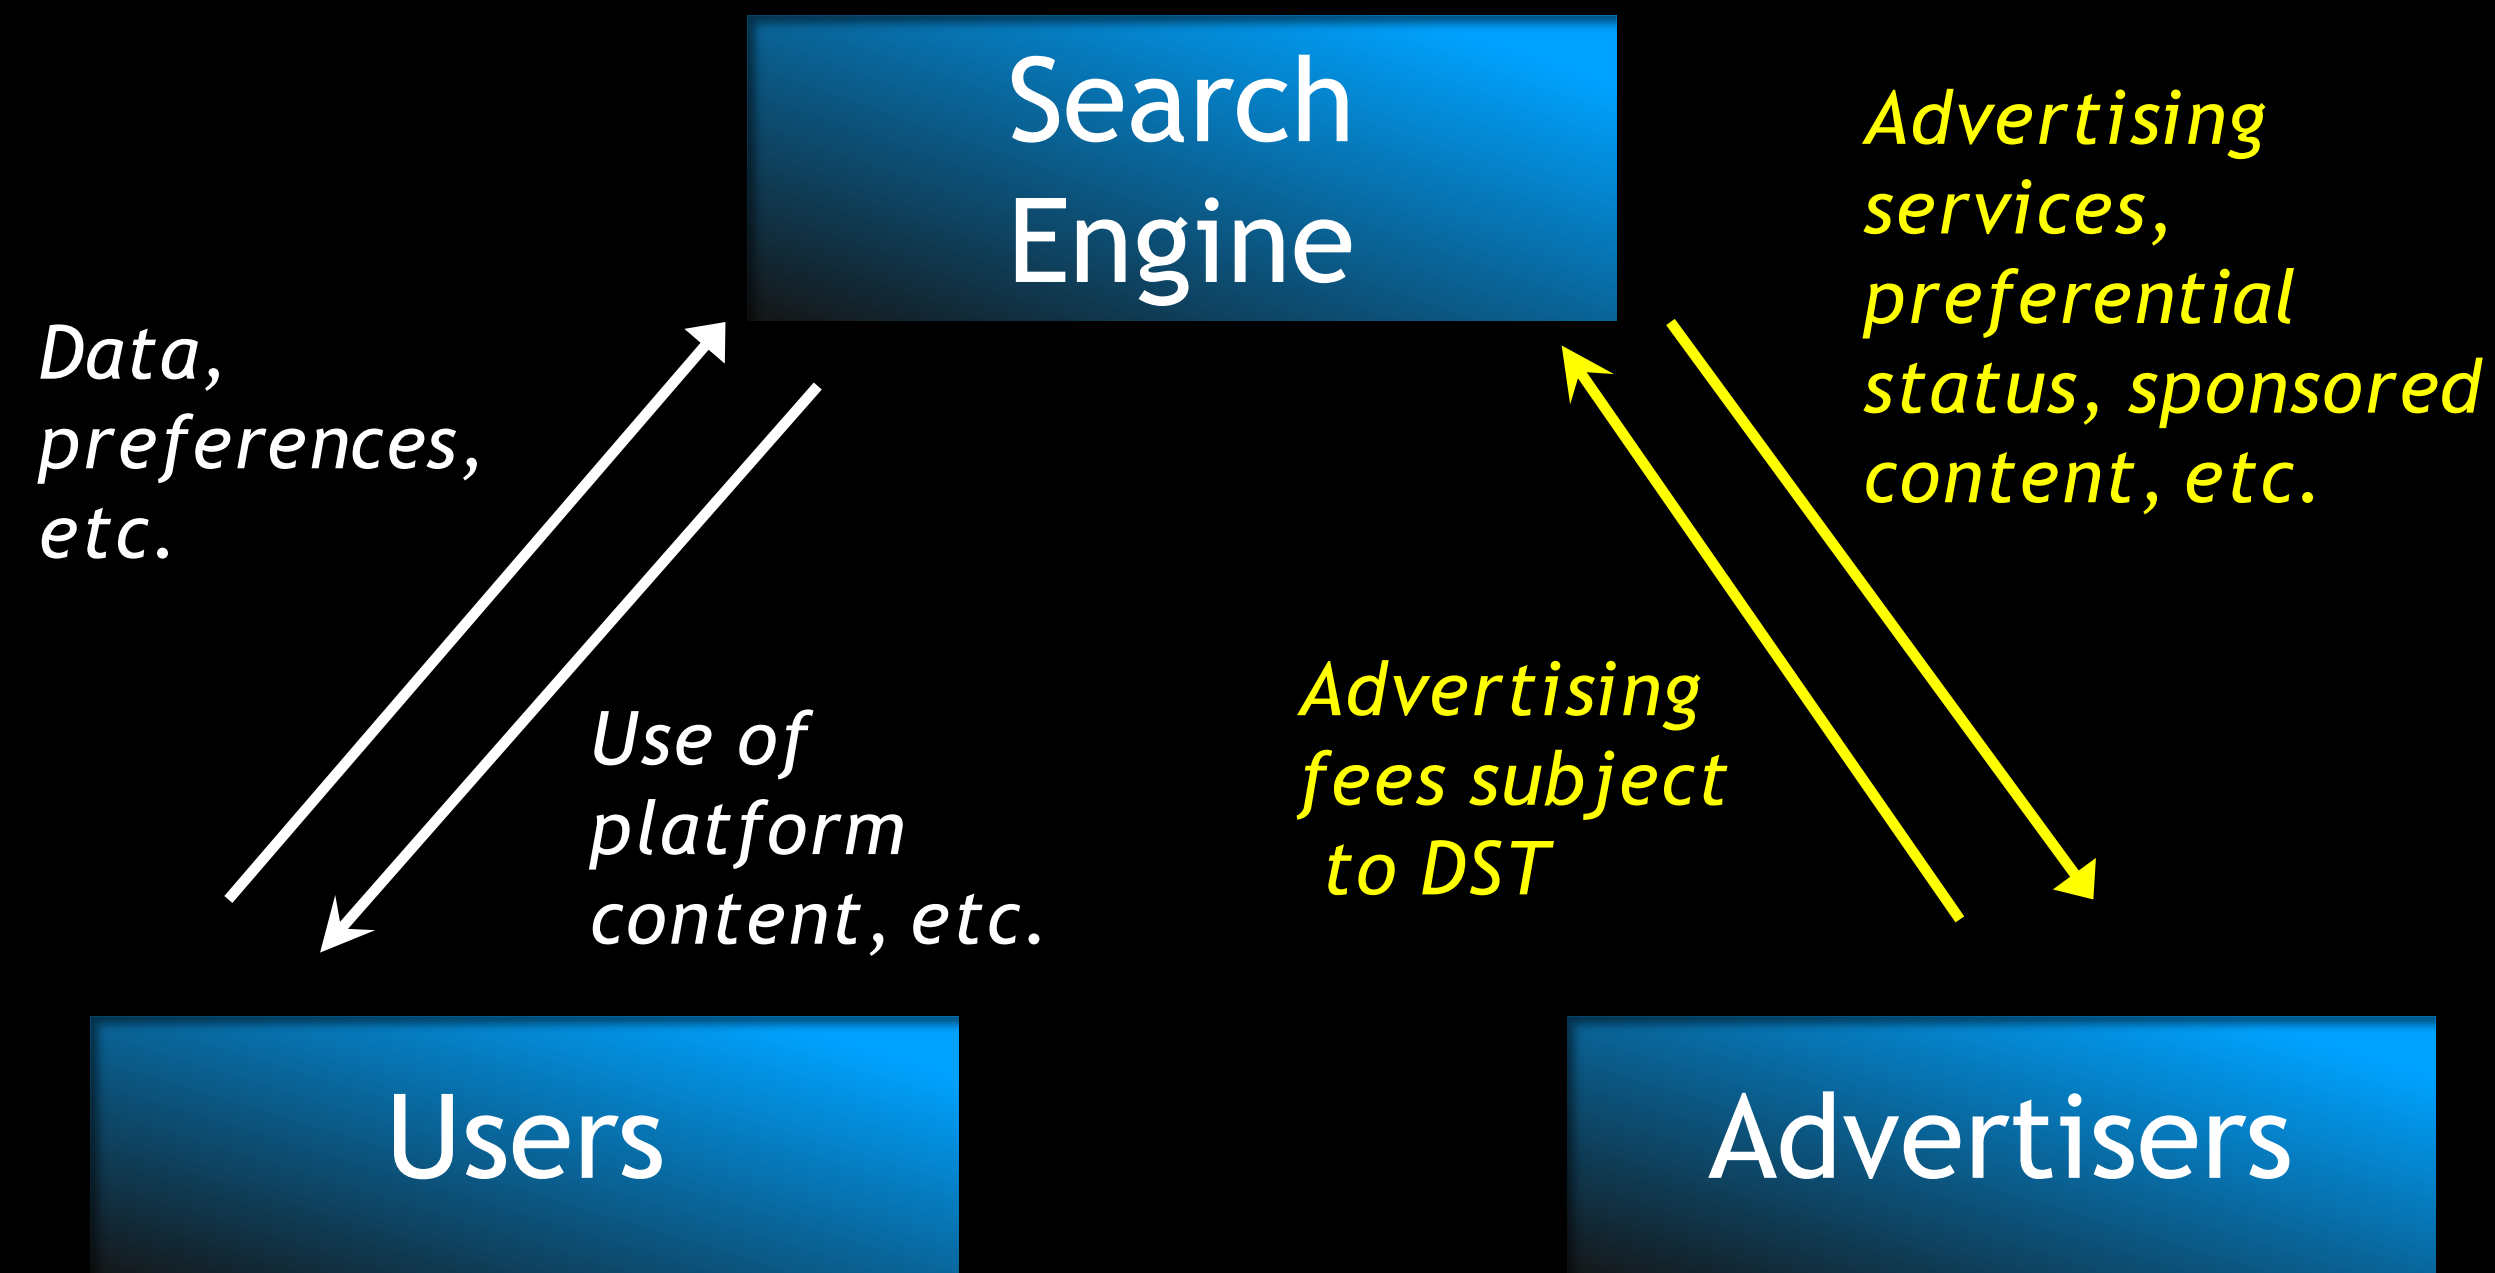 Search
Engine
Advertising
services,
preferential
status, sponsored
content, etc.
Data,
preferences,
etc.
Use of
platform
content, etc.
Advertising
fees subject
to DST
Users
Advertisers